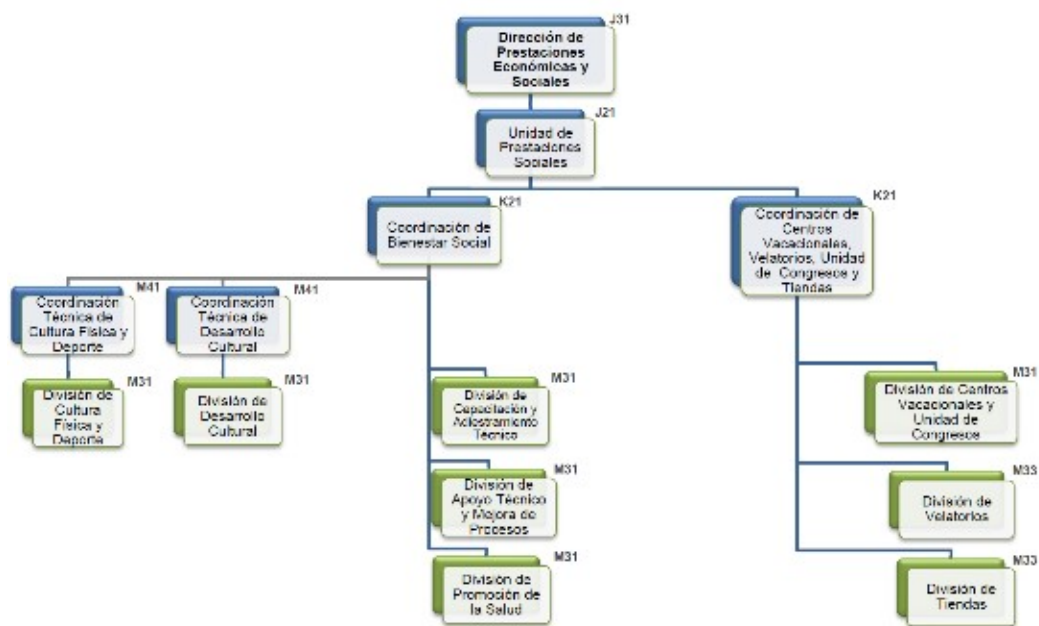 J31
Dirección de
Prestaciones
Económicas y
Sociales
J21
Unidad de
Prestaciones
Sociales
K21
Coordinación de
Bienestar Social
K21
Coordinación de
Centros
Vacacionales,
Velatorios, Unidad
de Congresos y
Tiendas
M41
Coordinación
Técnica de
Cultura Física y
Deporte
M41
Coordinación
Técnica de
Desarrollo
Cultural
M31
División de
Cultura
Física y
Deporte
M31
División de
Desarrollo
Cultural
M31
División de
Capacitación y
Adiestramiento
Técnico
M31
División de
Apoyo Técnico
y Mejora de
Procesos
M31
División de
Promoción de
la Salud
M31
División de Centros
Vacacionales y
Unidad de
Congresos
M33
División de
Velatorios
M33
División de
Tiendas